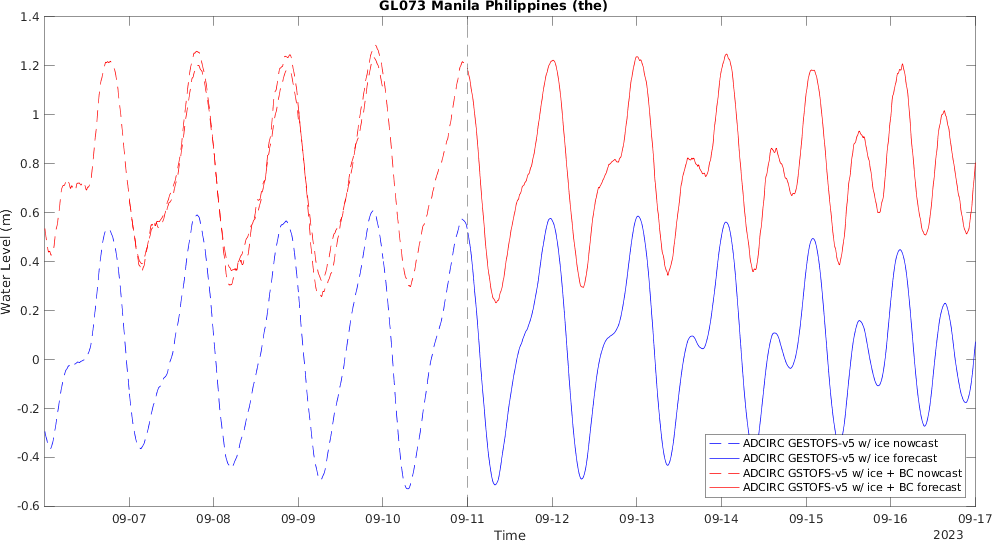 GL073 Manila Philippines (the)
1.4
1.2
1
0.8
0.6
0.4
0.2
0
-0.2
-0.4
-0.6
Water Level (m)
ADCIRC GESTOFS-v5 w/ ice nowcast
ADCIRC GESTOFS-v5 w/ ice forecast
ADCIRC GSTOFS-v5 w/ ice + BC nowcast
ADCIRC GSTOFS-v5 w/ ice + BC forecast
09-07 09-08 09-09 09-10 09-11 09-12 09-13 09-14 09-15 09-16 09-17
Time
2023